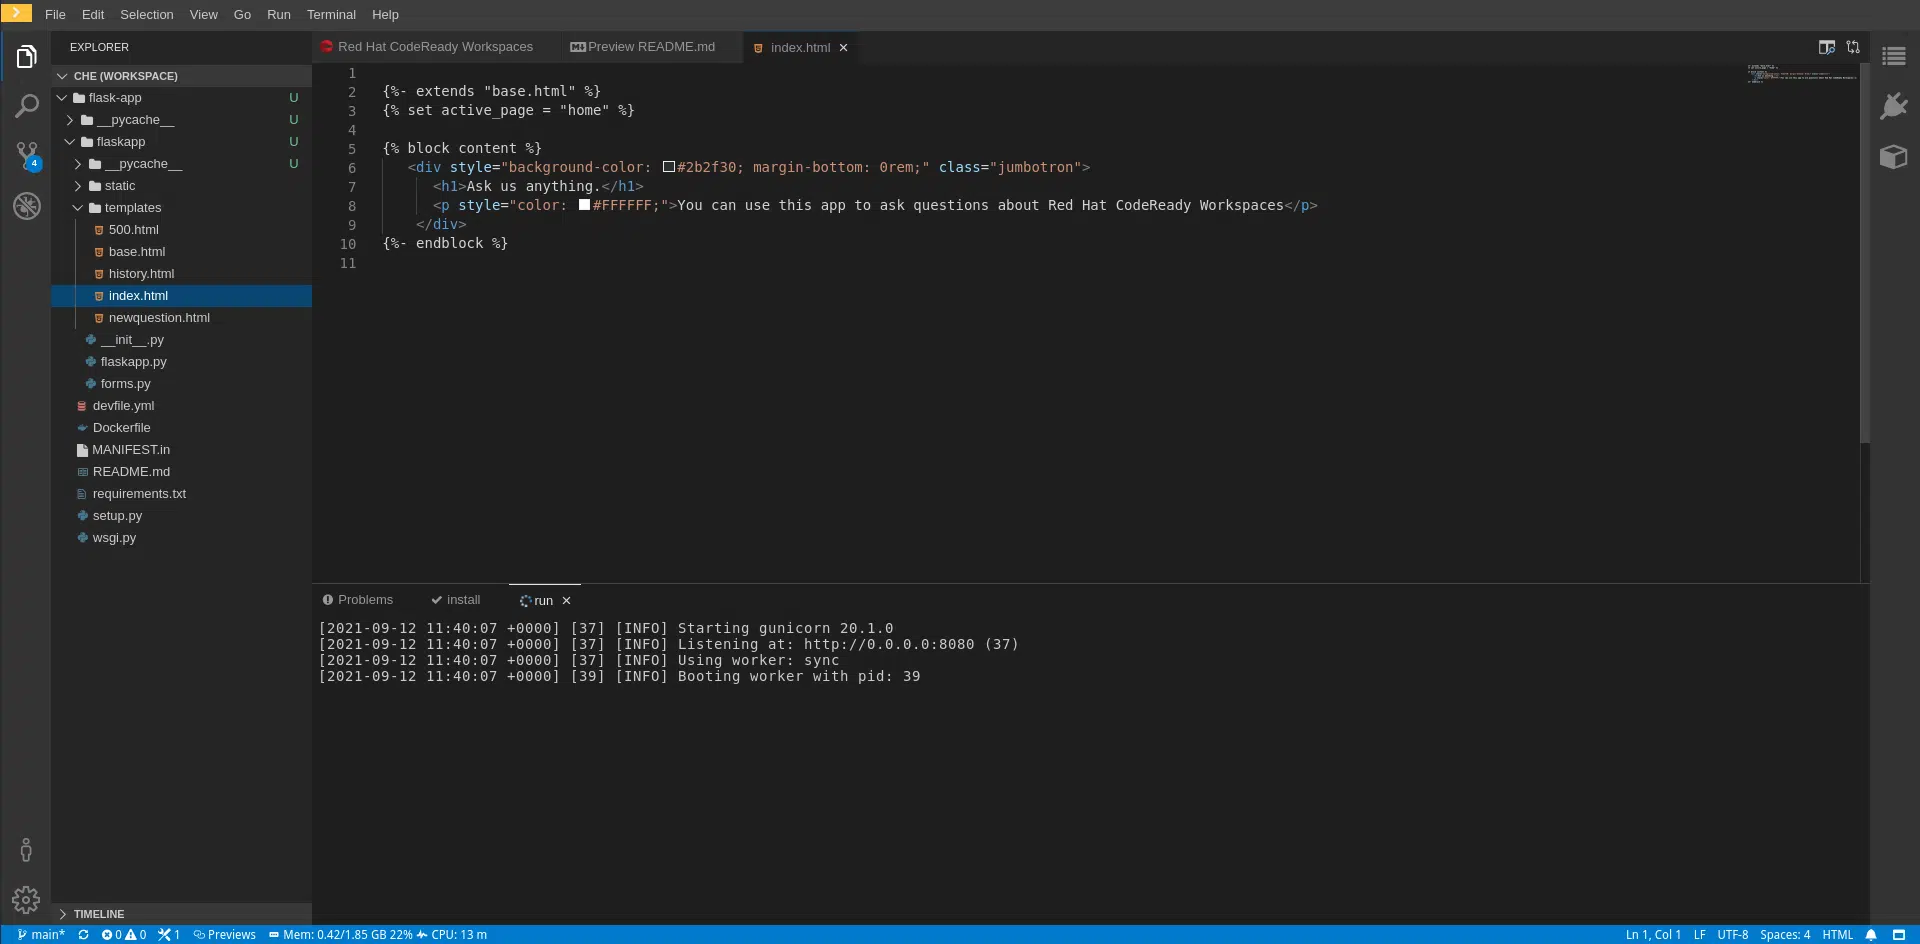 File Edit Selection View Go Run Terminal Help
EXPLORER
CHE (WORKSPACE)
flask-app U
__pycache__ U
flaskapp U
__pycache__ U
static
templates
500.html
base.html
history.html
index.html
newquestion.html
__init__.py
flaskapp.py
forms.py
devfile.yml
Dockerfile
MANIFEST.in
README.md
requirements.txt
setup.py
wsgi.py
TIMELINE
4
Red Hat CodeReady Workspaces Preview README.md index.html
1
2 {%- extends "base.html" %}
3 {% set active_page = "home" %}
4
5 {% block content %}
6 <div style="background-color: #2b2f30; margin-bottom: 0rem;" class="jumbotron">
7 <h1>Ask us anything.</h1>
8 <p style="color: #FFFFFF;">You can use this app to ask questions about Red Hat CodeReady Workspaces</p>
9 </div>
10 {%- endblock %}
11
Problems install run
[2021-09-12 11:40:07 +0000] [37] [INFO] Starting gunicorn 20.1.0
[2021-09-12 11:40:07 +0000] [37] [INFO] Listening at: http://0.0.0.0:8080 (37)
[2021-09-12 11:40:07 +0000] [37] [INFO] Using worker: sync
[2021-09-12 11:40:07 +0000] [39] [INFO] Booting worker with pid: 39
main* 0 0 1 Previews Mem: 0.42/1.85 GB 22% CPU: 13 m Ln 1, Col 1 LF UTF-8 Spaces: 4 HTML